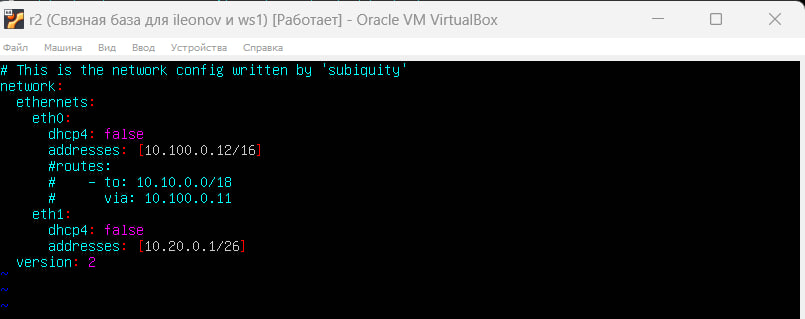 r2 (Связная база для ileonov и ws1) [Работает] - Oracle VM VirtualBox
Файл Машина Вид Ввод Устройства Справка
# This is the network config written by 'subiquity'
network:
  ethernets:
    eth0:
      dhcp4: false
      addresses: [10.100.0.12/16]
      #routes:
      #    - to: 10.10.0.0/18
      #      via: 10.100.0.11
    eth1:
      dhcp4: false
      addresses: [10.20.0.1/26]
  version: 2
~
~
~